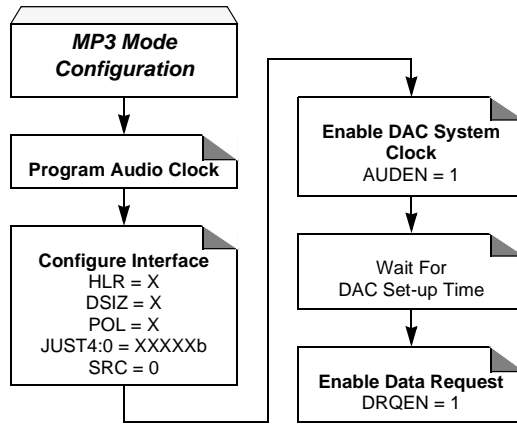 MP3 Mode
Configuration
Program Audio Clock
Configure Interface
HLR = X
DSIZ = X
POL = X
JUST4:0 = XXXXXb
SRC = 0
Enable DAC System
Clock
AUDEN = 1
Wait For
DAC Set-up Time
Enable Data Request
DRQEN = 1